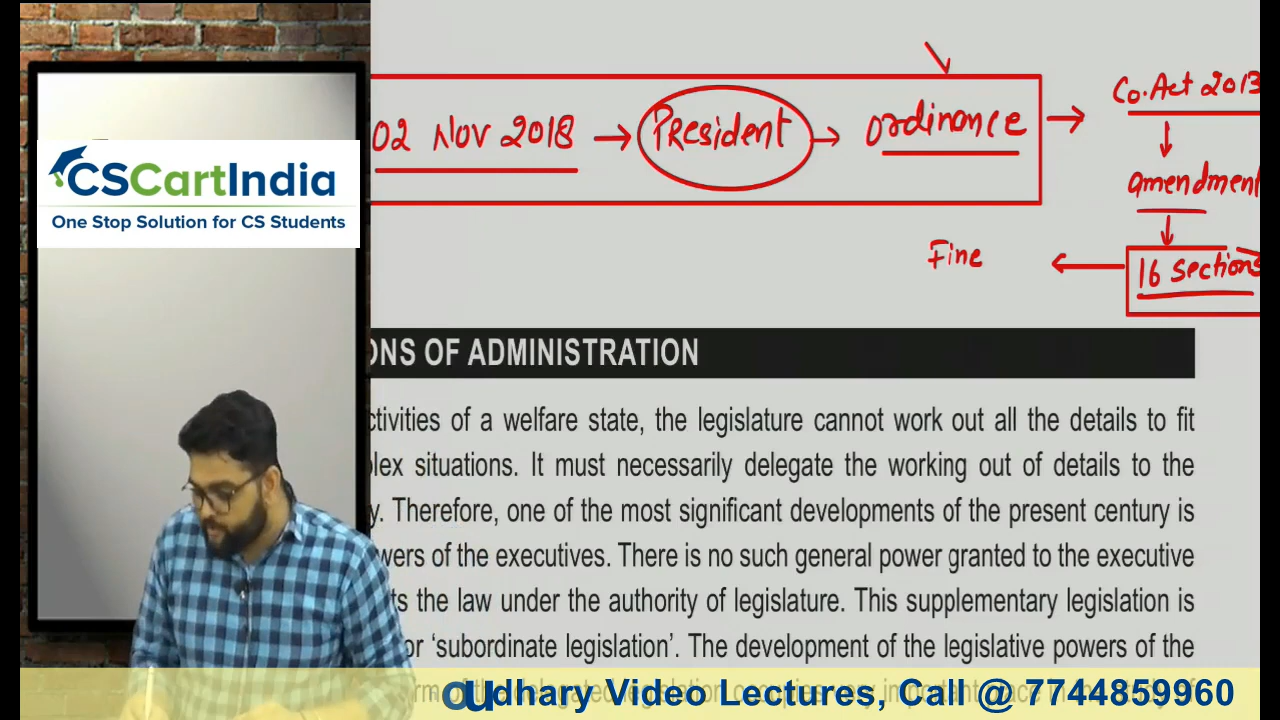 02 Nov 2018 → President → ordinance → Co. Act 2013
amendment
16 sections
Fine
CSCartIndia
One Stop Solution for CS Students
ONS OF ADMINISTRATION
ctivities of a welfare state, the legislature cannot work out all the details to fit
lex situations. It must necessarily delegate the working out of details to the
y. Therefore, one of the most significant developments of the present century is
wers of the executives. There is no such general power granted to the executive
ts the law under the authority of legislature. This supplementary legislation is
or ‘subordinate legislation’. The development of the legislative powers of the
udhary Video Lectures, Call @ 7744859960